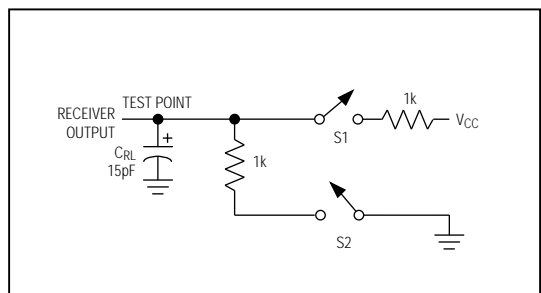 TEST POINT
RECEIVER
OUTPUT
CRL
15pF
+
1k
S1
1k
VCC
S2